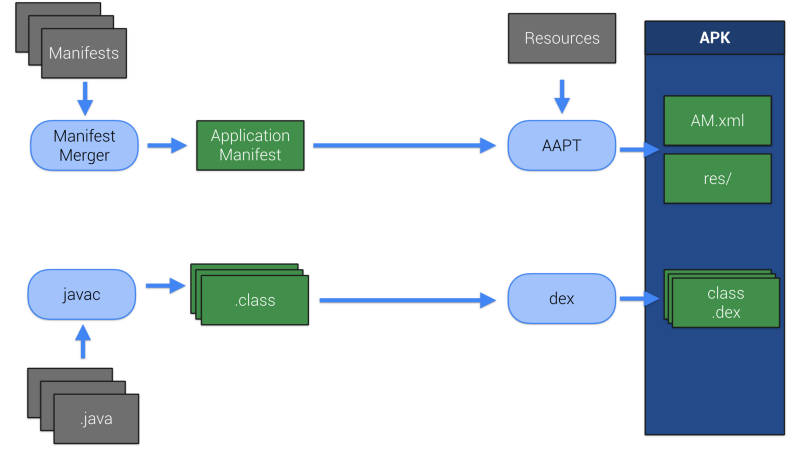 Manifests
Resources
APK
Manifest
Merger
Application
Manifest
AAPT
AM.xml
res/
javac
.class
dex
class
.dex
.java